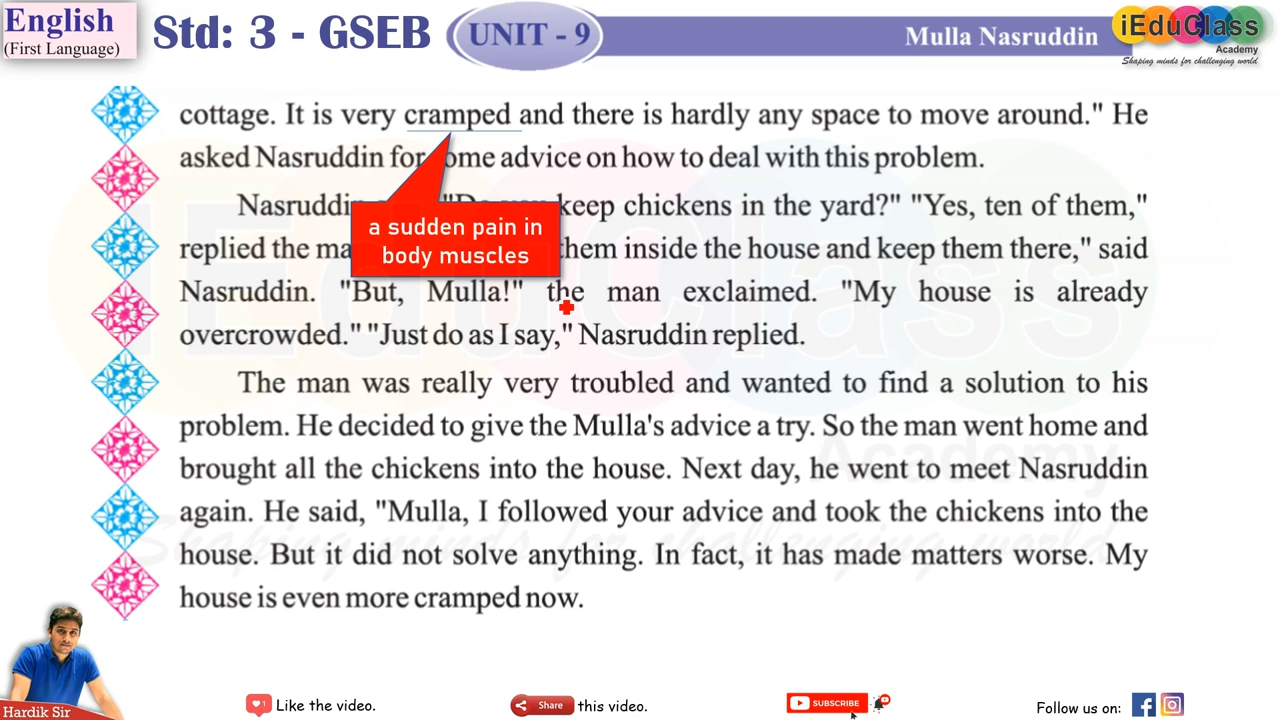 English
(First Language)
Std: 3 - GSEB
UNIT - 9
Mulla Nasruddin
iEduClass
Academy
Shaping minds for challenging world
cottage. It is very cramped and there is hardly any space to move around." He
asked Nasruddin for some advice on how to deal with this problem.
Nasruddin keep chickens in the yard?" "Yes, ten of them,"
replied the them inside the house and keep them there," said
a sudden pain in
body muscles
Nasruddin. "But, Mulla!" the man exclaimed. "My house is already
overcrowded." "Just do as I say," Nasruddin replied.
The man was really very troubled and wanted to find a solution to his
problem. He decided to give the Mulla's advice a try. So the man went home and
brought all the chickens into the house. Next day, he went to meet Nasruddin
again. He said, "Mulla, I followed your advice and took the chickens into the
house. But it did not solve anything. In fact, it has made matters worse. My
house is even more cramped now.
iEduClass
Academy
Shaping minds for challenging world
Hardik Sir
1
Like the video.
Share this video.
SUBSCRIBE
Follow us on: